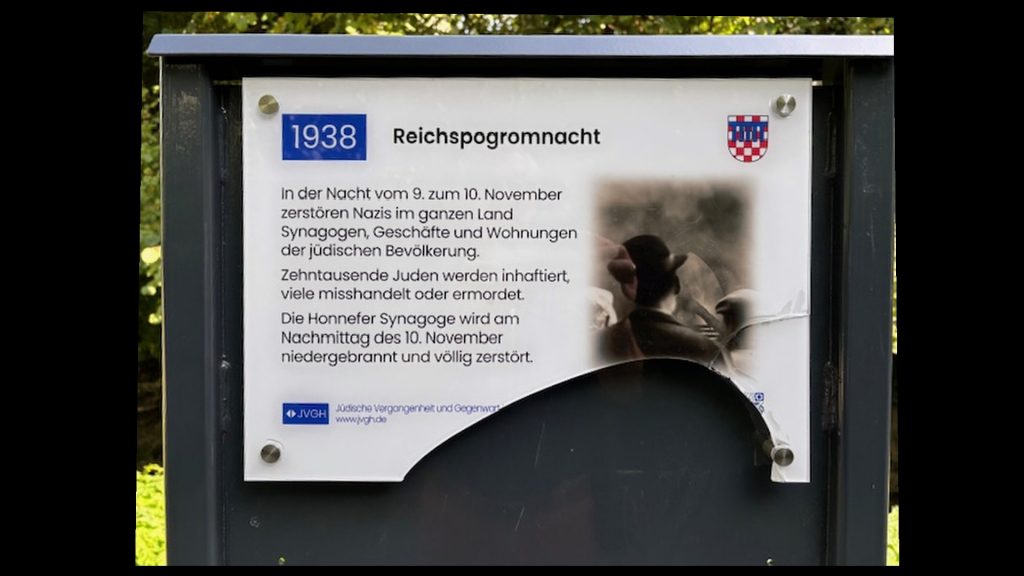 1938
Reichspogromnacht
In der Nacht vom 9. zum 10. November
zerstören Nazis im ganzen Land
Synagogen, Geschäfte und Wohnungen
der jüdischen Bevölkerung.
Zehntausende Juden werden inhaftiert,
viele misshandelt oder ermordet.
Die Honnefer Synagoge wird am
Nachmittag des 10. November
niedergebrannt und völlig zerstört.
JVGH
Jüdische Vergangenheit und Gegenwart
www.jvgh.de